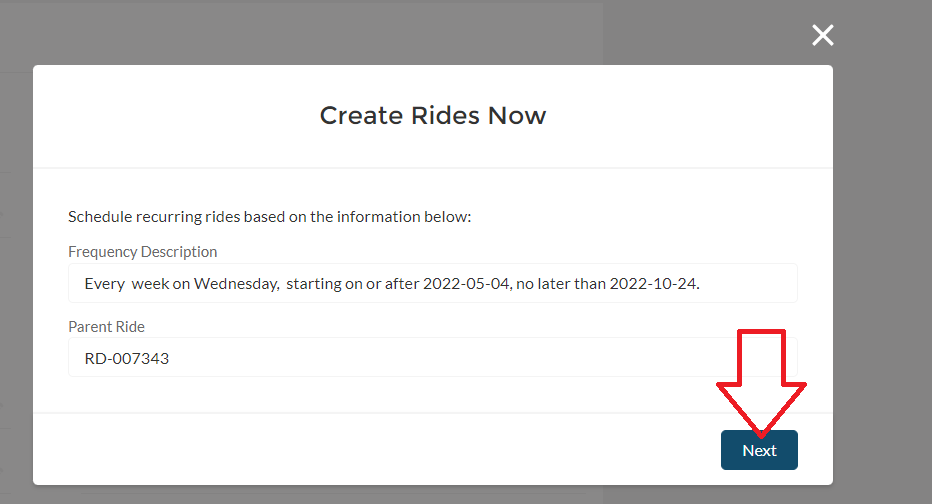 Create Rides Now
Schedule recurring rides based on the information below:
Frequency Description
Every  week on Wednesday,  starting on or after 2022-05-04, no later than 2022-10-24.
Parent Ride
RD-007343
Next